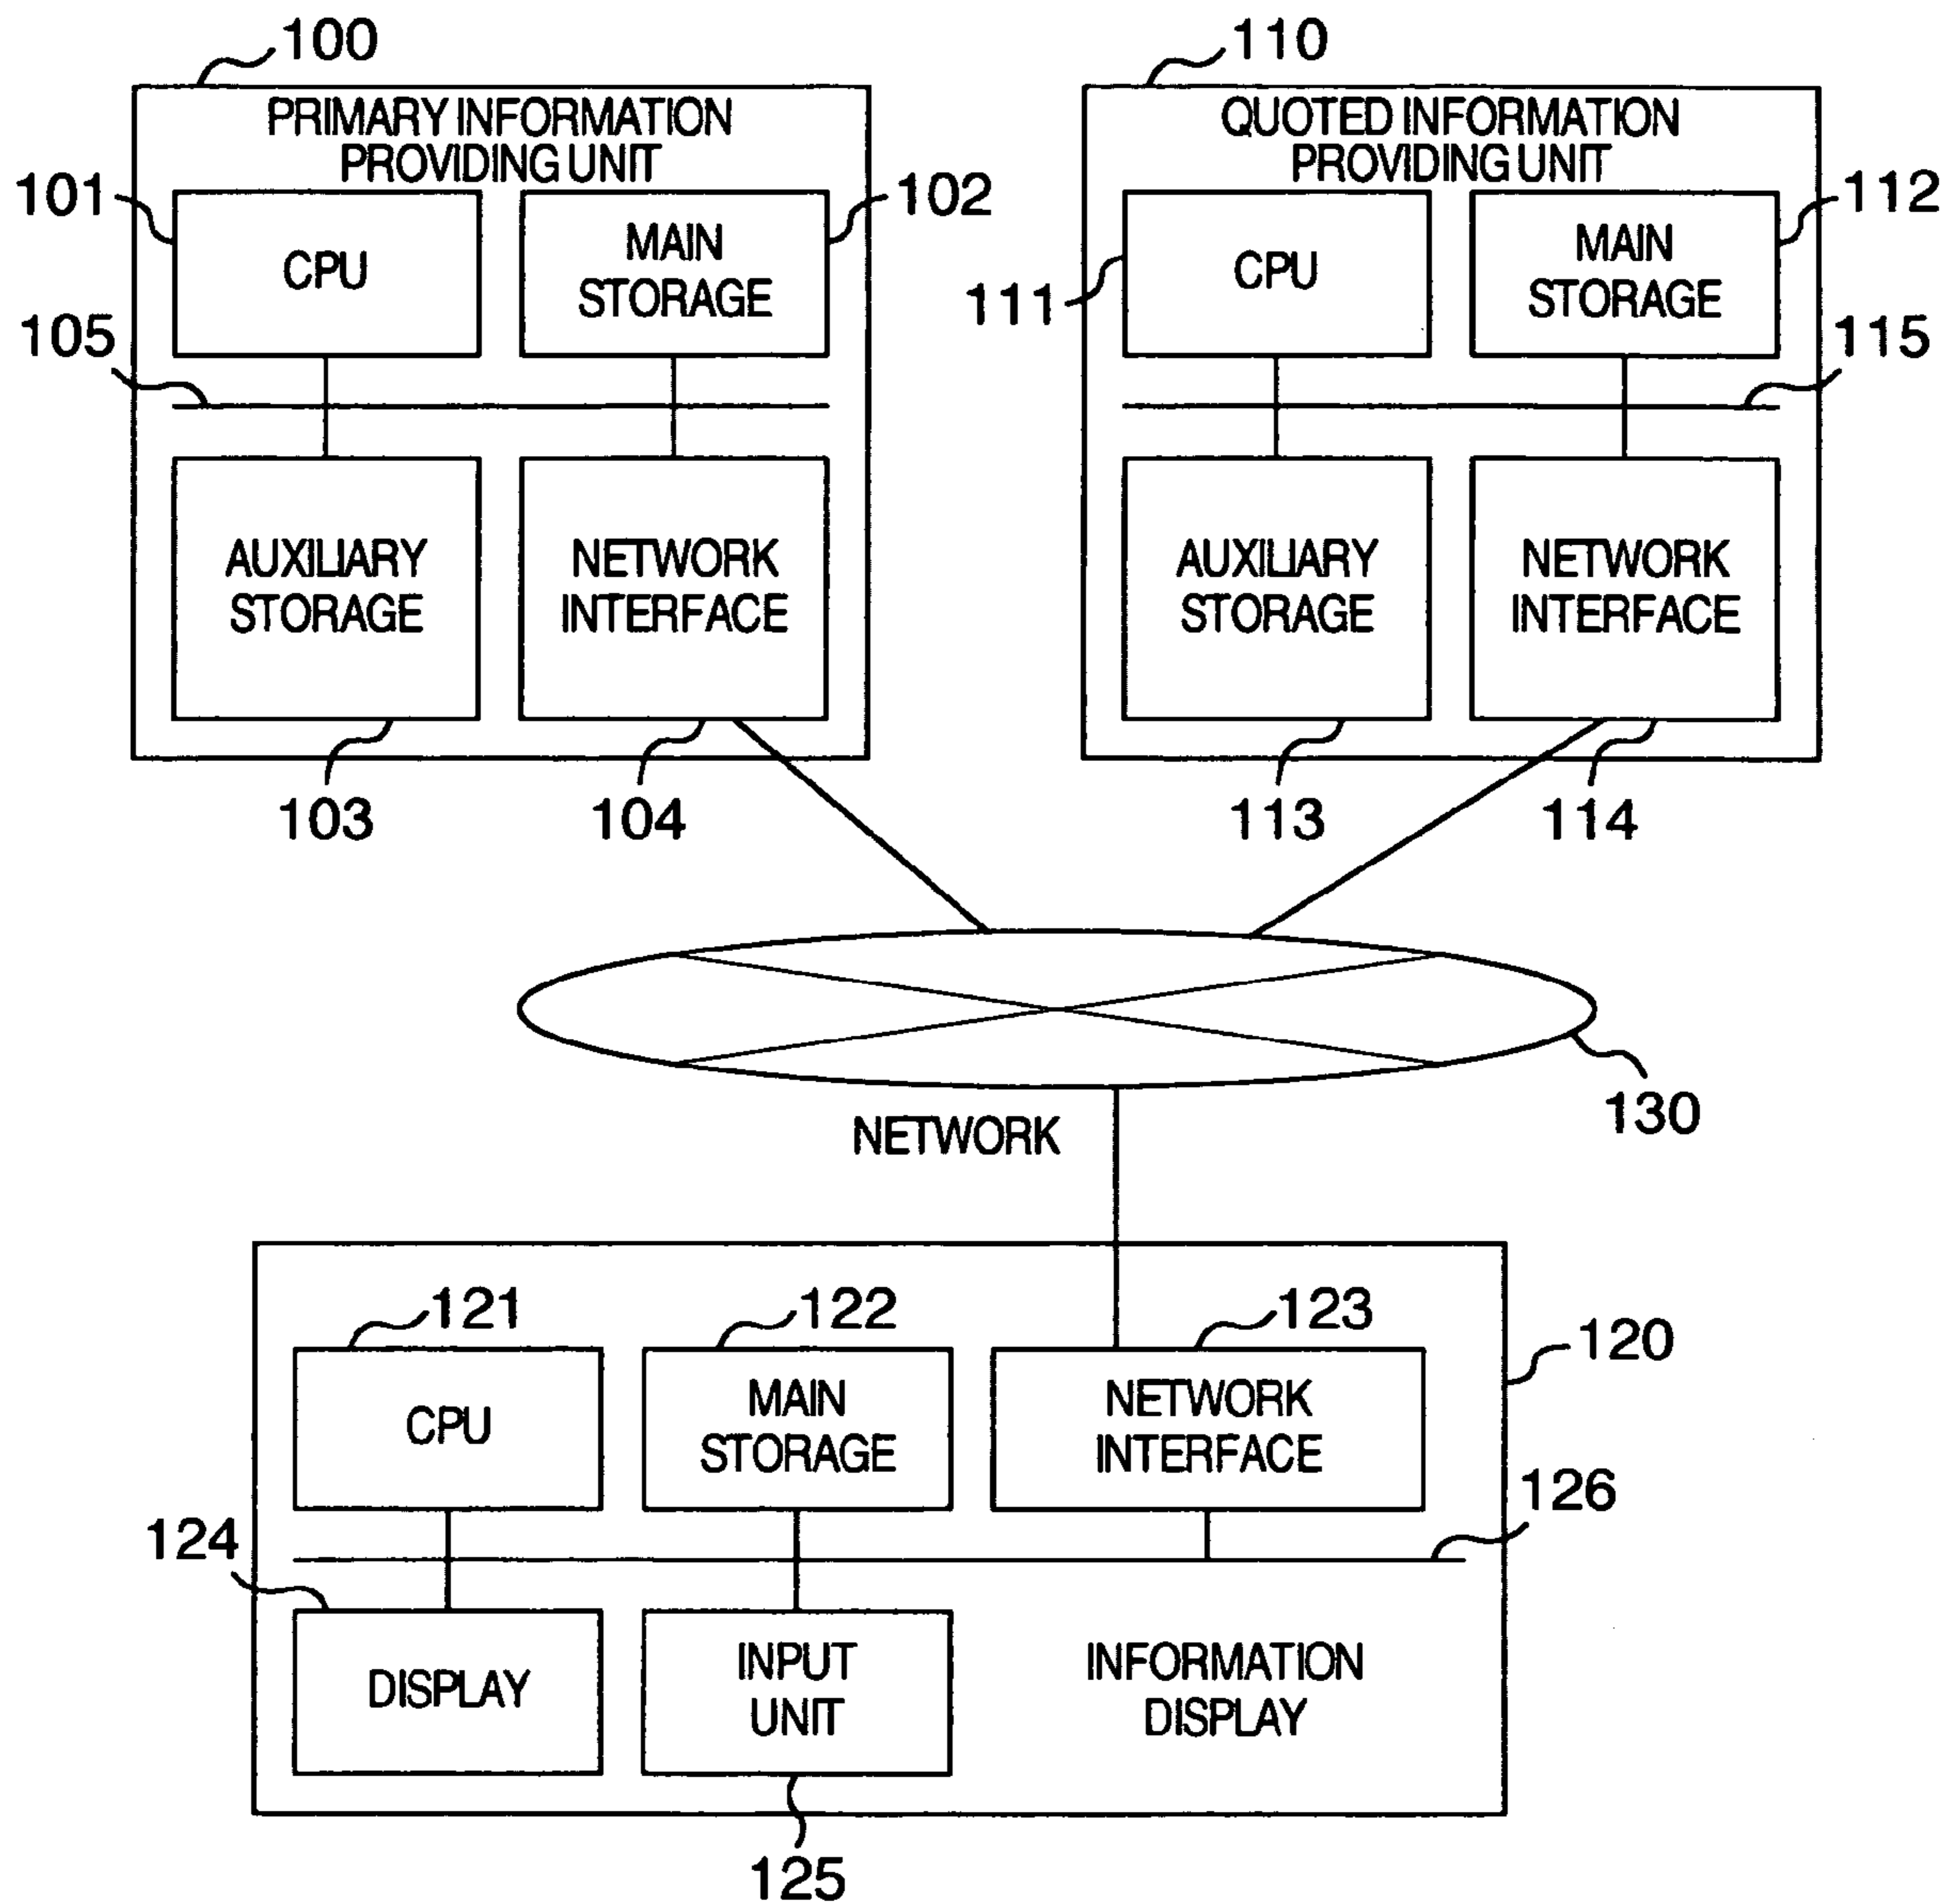 100
110
PRIMARY INFORMATION
PROVIDING UNIT
QUOTED INFORMATION
PROVIDING UNIT
101
102
111
112
CPU
MAIN
STORAGE
CPU
MAIN
STORAGE
105
115
AUXILIARY
STORAGE
NETWORK
INTERFACE
AUXILIARY
STORAGE
NETWORK
INTERFACE
103
104
113
114
130
NETWORK
121
122
123
120
CPU
MAIN
STORAGE
NETWORK
INTERFACE
124
126
DISPLAY
INPUT
UNIT
INFORMATION
DISPLAY
125